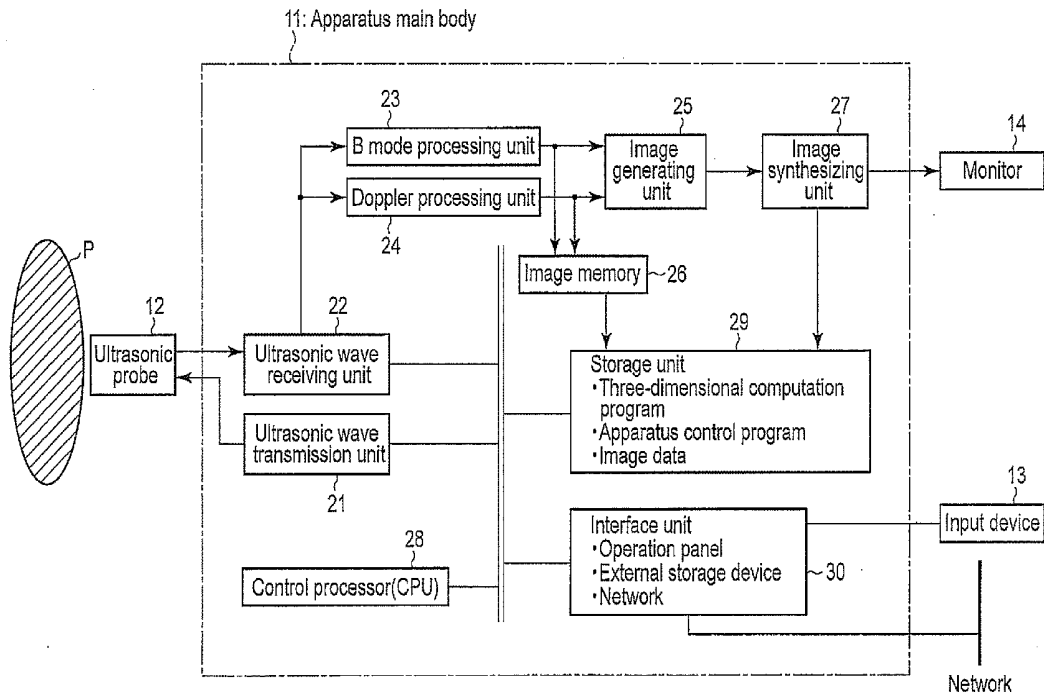 11: Apparatus main body
23
B mode processing unit
Doppler processing unit
24
25
Image
generating
unit
27
Image
synthesizing
unit
14
Monitor
P
Image memory
26
12
Ultrasonic
probe
22
Ultrasonic wave
receiving unit
Ultrasonic wave
transmission unit
21
29
Storage unit
・Three-dimensional computation
program
・Apparatus control program
・Image data
28
Control processor(CPU)
Interface unit
・Operation panel
・External storage device
・Network
30
13
Input device
Network